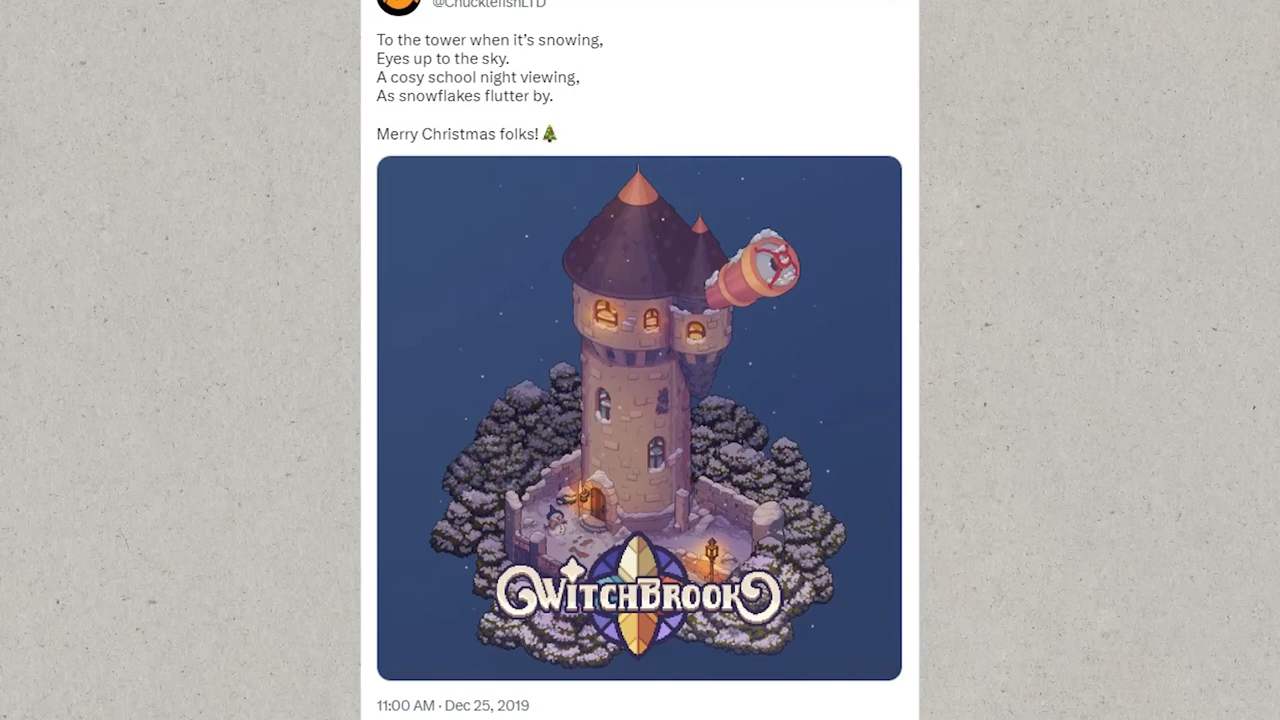 @ChucklefishLTD
To the tower when it's snowing,
Eyes up to the sky.
A cosy school night viewing,
As snowflakes flutter by.
Merry Christmas folks!🎄
WITCHBROOK
11:00 AM · Dec 25, 2019